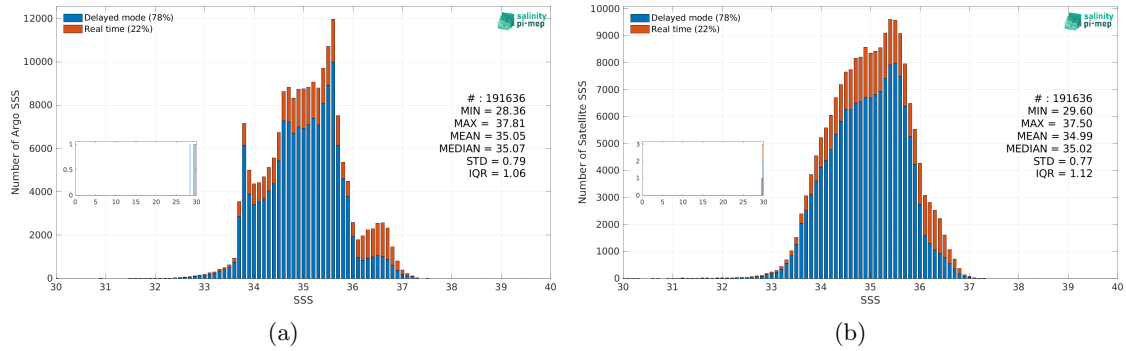 Delayed mode (78%)
Real time (22%)
salinity
pi-mep
12000
10000
8000
6000
4000
2000
0
Number of Argo SSS
# : 191636
MIN = 28.36
MAX = 37.81
MEAN = 35.05
MEDIAN = 35.07
STD = 0.79
IQR = 1.06
1
0.5
0
0 5 10 15 20 25 30
30 31 32 33 34 35 36 37 38 39 40
SSS
(a)
Delayed mode (78%)
Real time (22%)
salinity
pi-mep
10000
9000
8000
7000
6000
5000
4000
3000
2000
1000
0
Number of Satellite SSS
# : 191636
MIN = 29.60
MAX = 37.50
MEAN = 34.99
MEDIAN = 35.02
STD = 0.77
IQR = 1.12
3
2
1
0
0 5 10 15 20 25 30
30 31 32 33 34 35 36 37 38 39 40
SSS
(b)